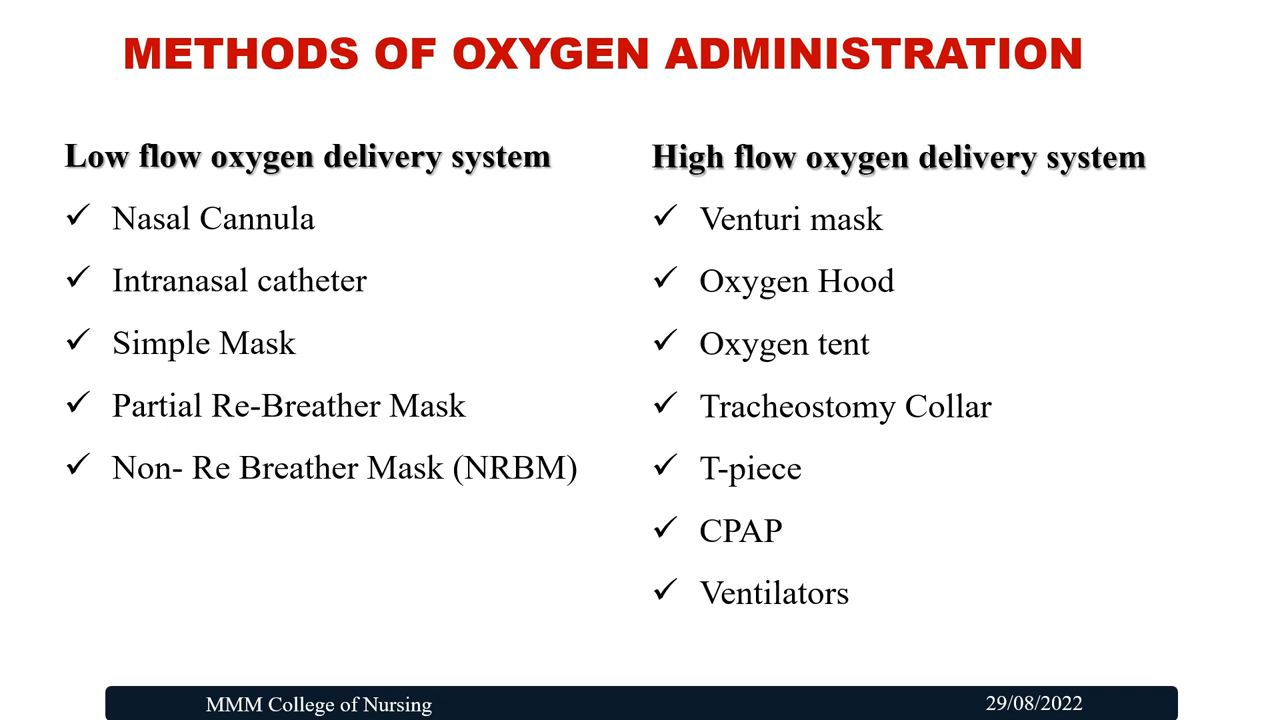 METHODS OF OXYGEN ADMINISTRATION
Low flow oxygen delivery system
✓ Nasal Cannula
✓ Intranasal catheter
✓ Simple Mask
✓ Partial Re-Breather Mask
✓ Non- Re Breather Mask (NRBM)
High flow oxygen delivery system
✓ Venturi mask
✓ Oxygen Hood
✓ Oxygen tent
✓ Tracheostomy Collar
✓ T-piece
✓ CPAP
✓ Ventilators
MMM College of Nursing
29/08/2022